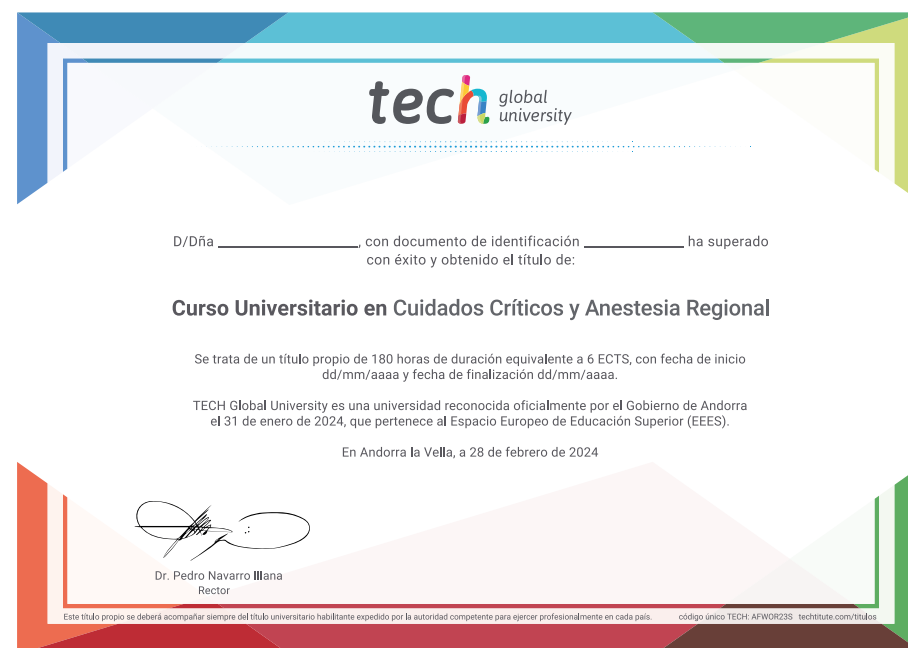 tech global university
D/Dña ________________, con documento de identificación ____________ ha superado
con éxito y obtenido el título de:
Curso Universitario en Cuidados Críticos y Anestesia Regional
Se trata de un título propio de 180 horas de duración equivalente a 6 ECTS, con fecha de inicio
dd/mm/aaaa y fecha de finalización dd/mm/aaaa.
TECH Global University es una universidad reconocida oficialmente por el Gobierno de Andorra
el 31 de enero de 2024, que pertenece al Espacio Europeo de Educación Superior (EEES).
En Andorra la Vella, a 28 de febrero de 2024
Dr. Pedro Navarro Illana
Rector
Este título propio se deberá acompañar siempre del título universitario habilitante expedido por la autoridad competente para ejercer profesionalmente en cada país. código único TECH: AFWOR23S techtitute.com/titulos